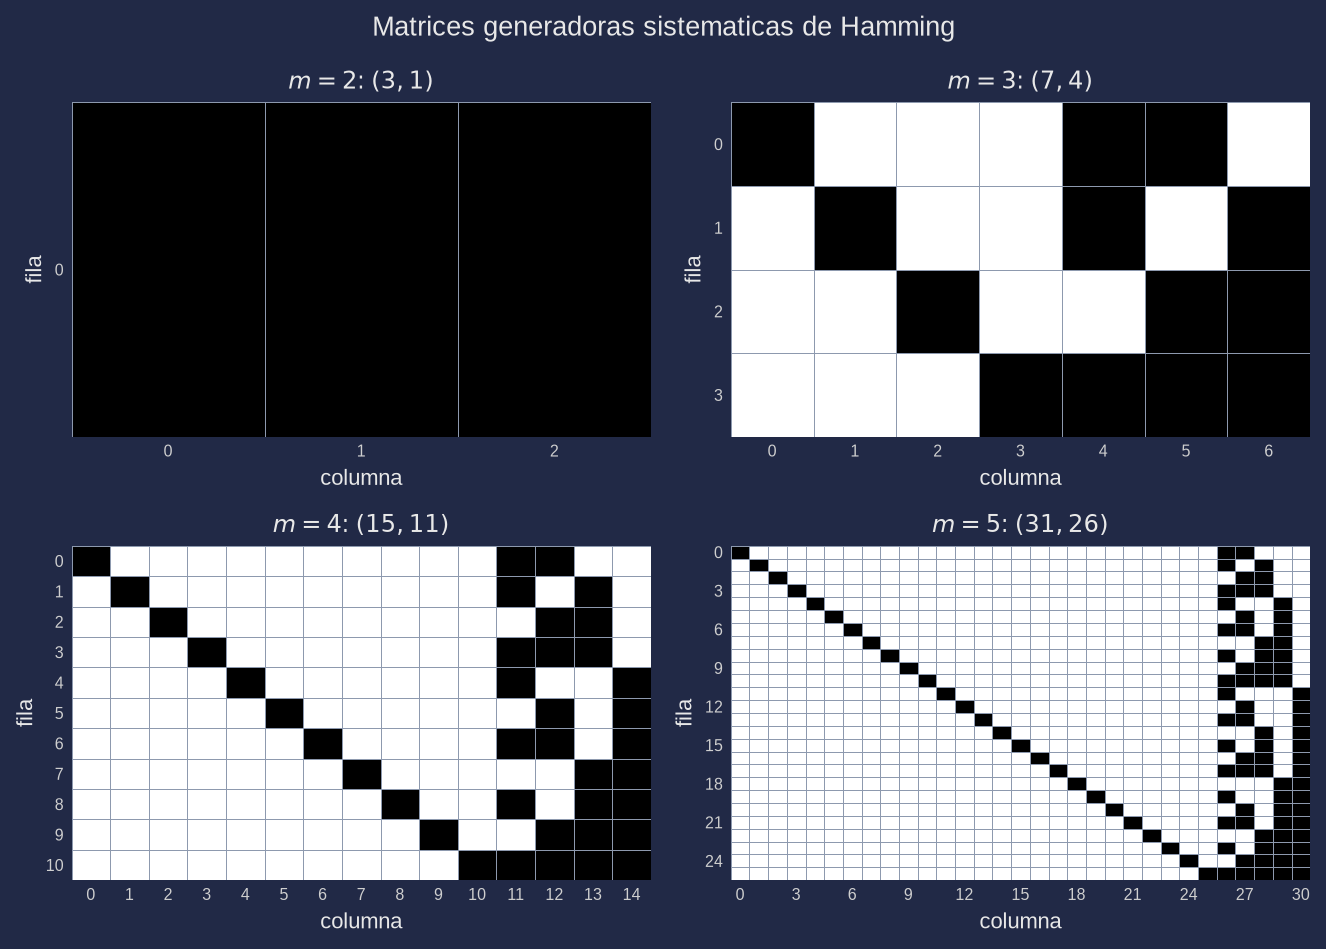 Matrices generadoras sistematicas de Hamming
m = 2: (3, 1)
fila
0
0 1 2
columna
m = 3: (7, 4)
fila
0
1
2
3
0 1 2 3 4 5 6
columna
m = 4: (15, 11)
fila
0
1
2
3
4
5
6
7
8
9
10
0 1 2 3 4 5 6 7 8 9 10 11 12 13 14
columna
m = 5: (31, 26)
fila
0
3
6
9
12
15
18
21
24
0 3 6 9 12 15 18 21 24 27 30
columna